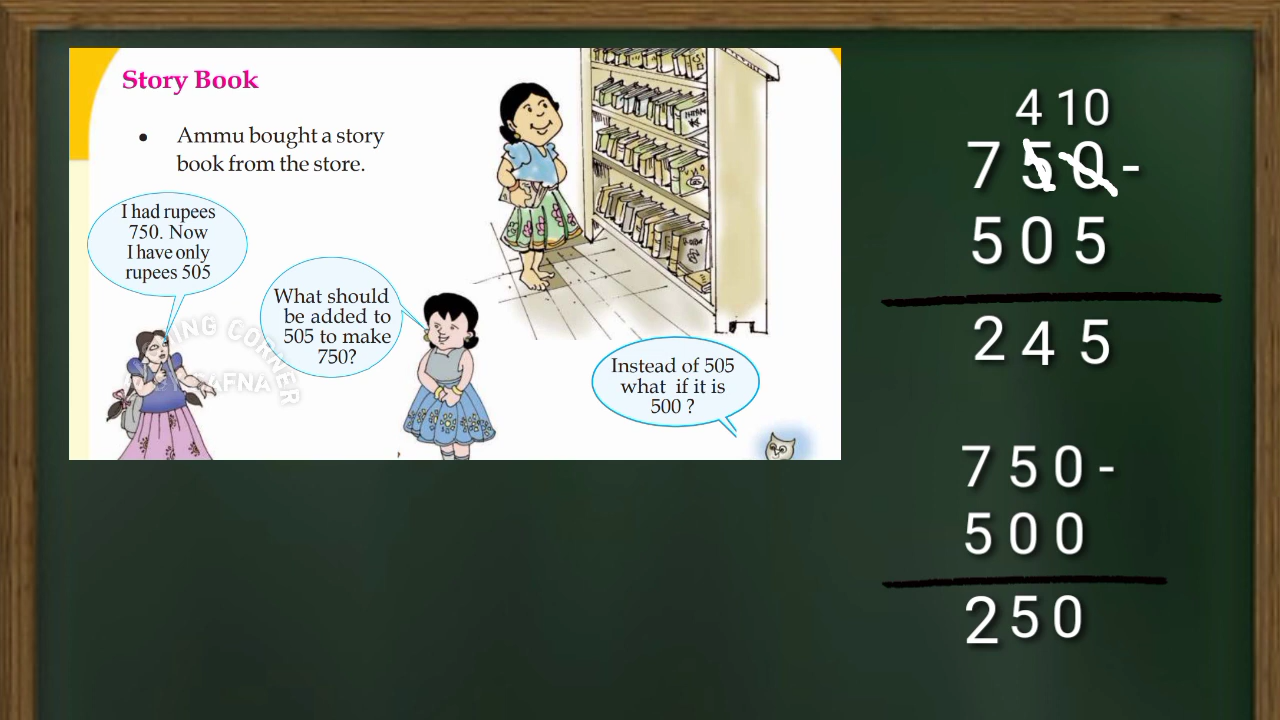 Story Book
• Ammu bought a story
book from the store.
I had rupees
750. Now
I have only
rupees 505
What should
be added to
505 to make
750?
Instead of 505
what if it is
500 ?
4 10
7 5 0 -
5 0 5
2 4 5
7 5 0 -
5 0 0
2 5 0